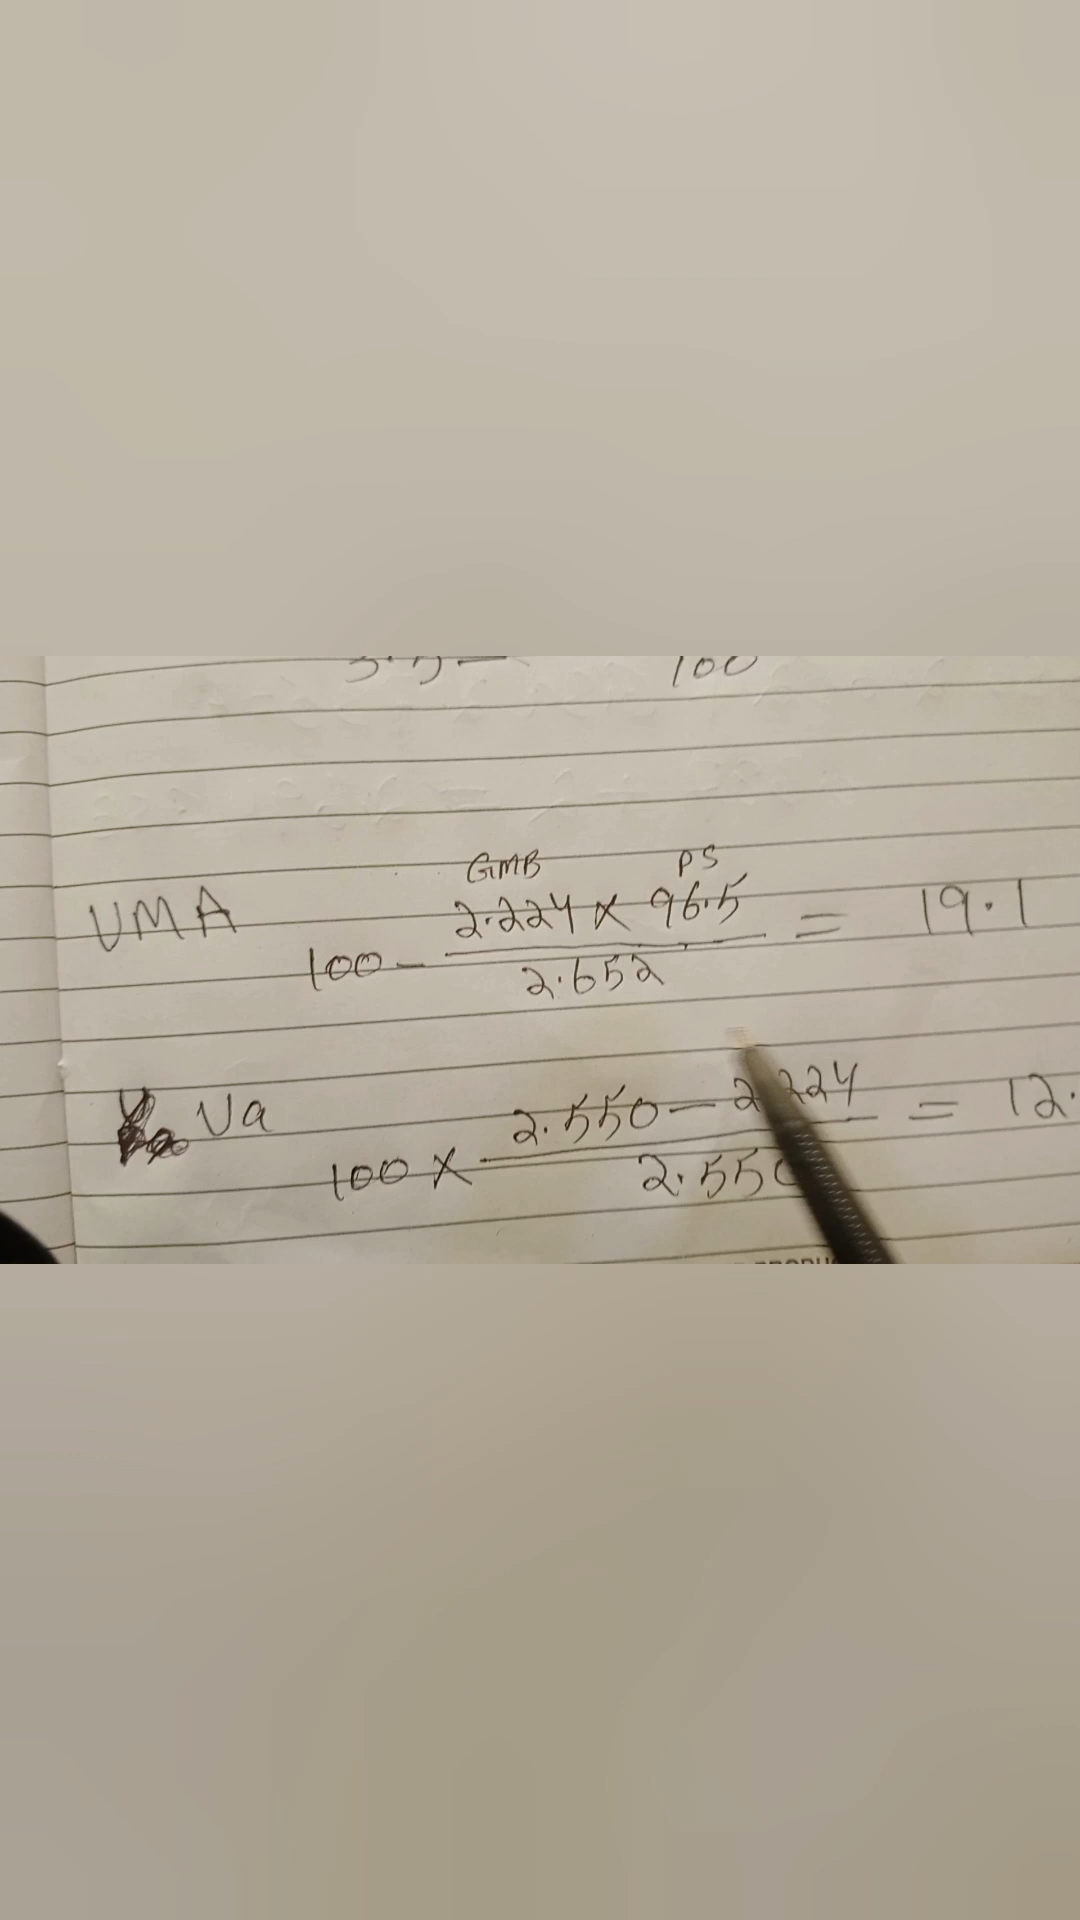 100
GMB PS
VMA 100 - 2.224 x 96.5 / 2.652 = 19.1
Va 100 x 2.550 - 2.224 / 2.550 = 12.